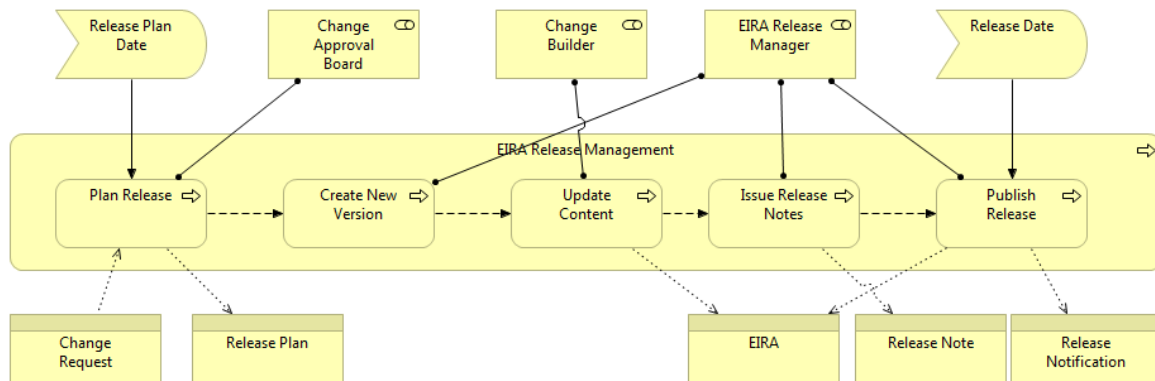 Release Plan
Date
Change
Approval
Board
Change
Builder
EIRA Release
Manager
Release Date
EIRA Release Management
Plan Release
Create New
Version
Update
Content
Issue Release
Notes
Publish
Release
Change
Request
Release Plan
EIRA
Release Note
Release
Notification